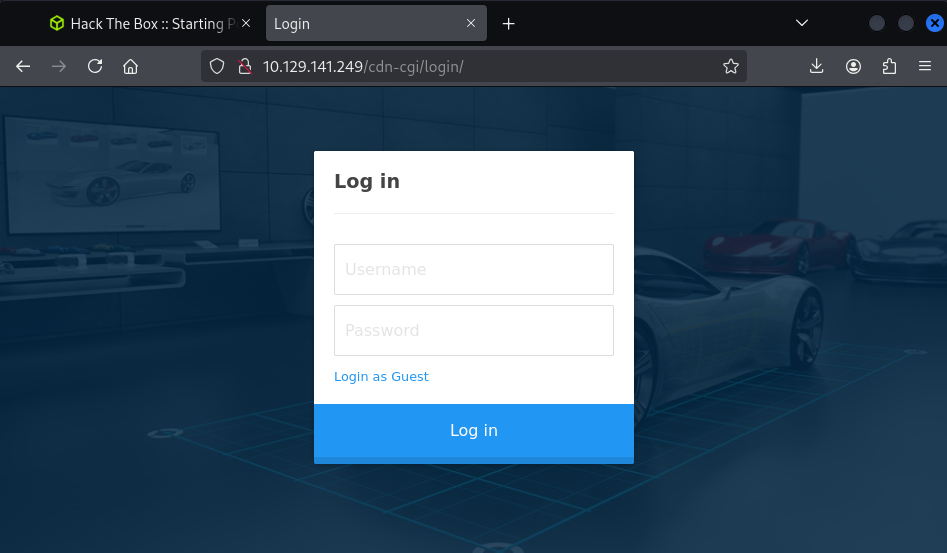 Hack The Box :: Starting P
Login
10.129.141.249/cdn-cgi/login/
Log in
Username
Password
Login as Guest
Log in